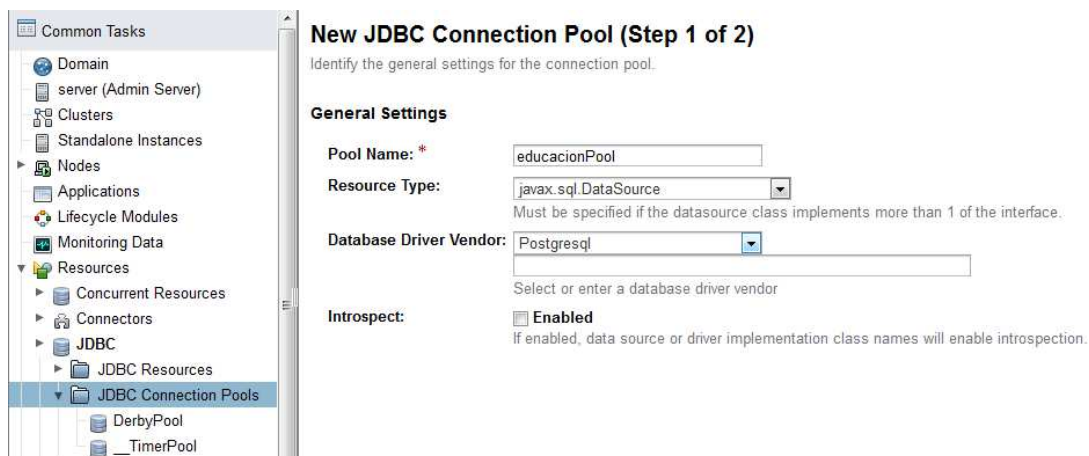 Common Tasks
Domain
server (Admin Server)
Clusters
Standalone Instances
Nodes
Applications
Lifecycle Modules
Monitoring Data
Resources
Concurrent Resources
Connectors
JDBC
JDBC Resources
JDBC Connection Pools
DerbyPool
__TimerPool
New JDBC Connection Pool (Step 1 of 2)
Identify the general settings for the connection pool.
General Settings
Pool Name: * educacionPool
Resource Type: javax.sql.DataSource
Must be specified if the datasource class implements more than 1 of the interface.
Database Driver Vendor: Postgresql
Select or enter a database driver vendor
Introspect: Enabled
If enabled, data source or driver implementation class names will enable introspection.